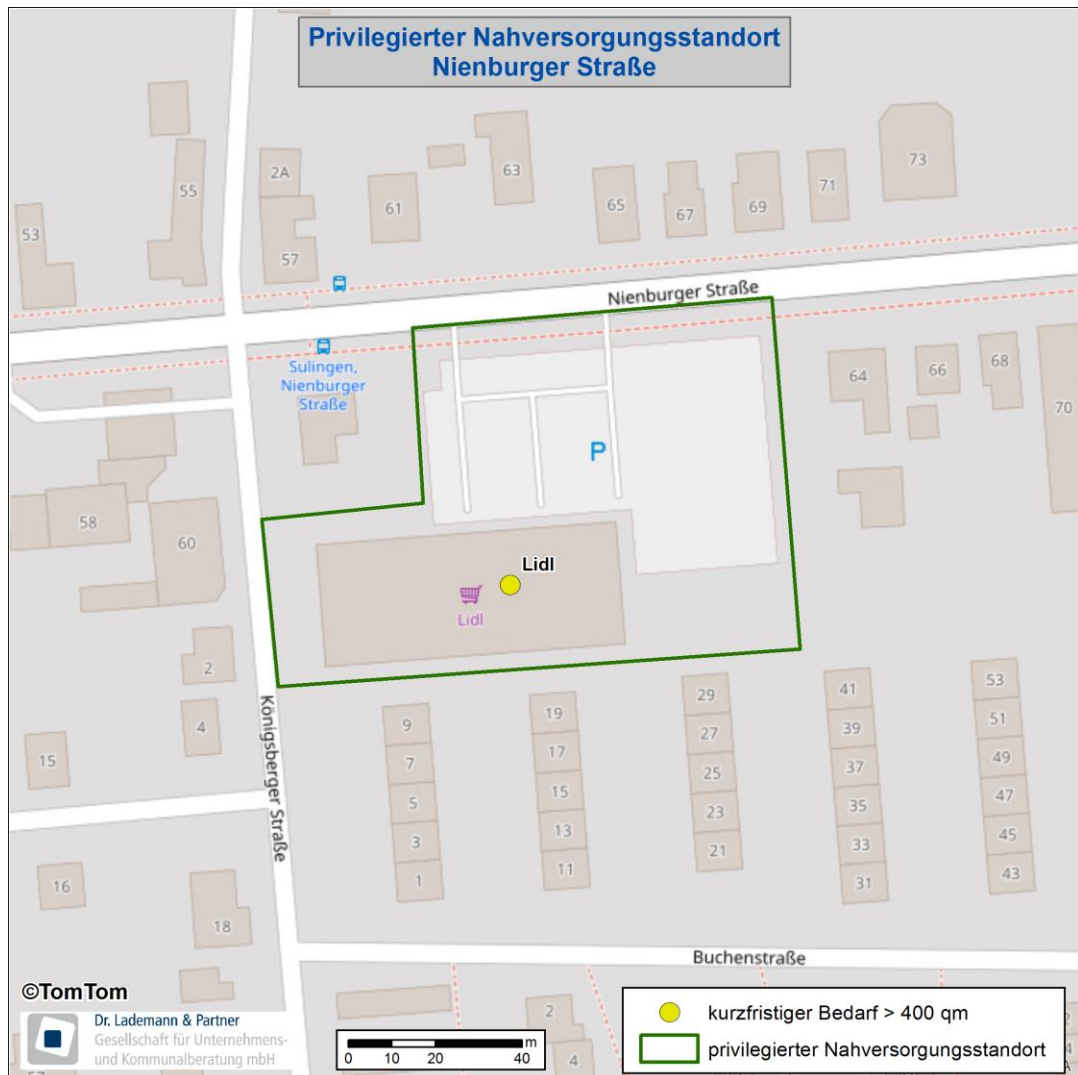 Privilegierter Nahversorgungsstandort
Nienburger Straße
53
55
2A
57
61
63
65
67
69
71
73
Nienburger Straße
Sulingen,
Nienburger
Straße
58
60
64
66
68
70
P
Lidl
Lidl
2
4
15
16
18
Königsberger Straße
9
7
5
3
1
19
17
15
13
11
29
27
25
23
21
41
39
37
35
33
31
53
51
49
47
45
43
Buchenstraße
2
4
©TomTom
Dr. Lademann & Partner
Gesellschaft für Unternehmens-
und Kommunalberatung mbH
m
0 10 20 40
kurzfristiger Bedarf > 400 qm
privilegierter Nahversorgungsstandort